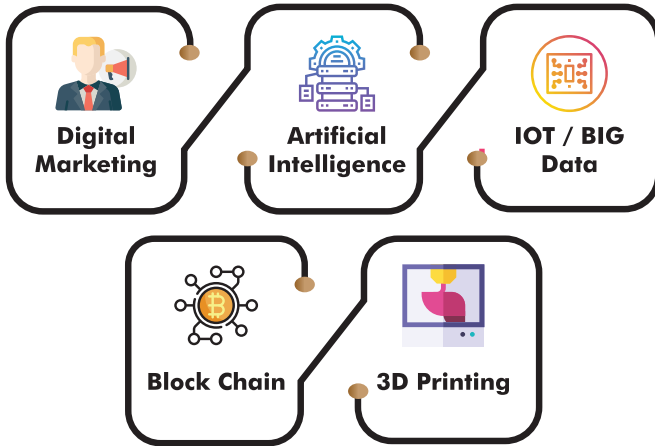 Digital
Marketing
Artificial
Intelligence
IOT / BIG
Data
Block Chain
3D Printing